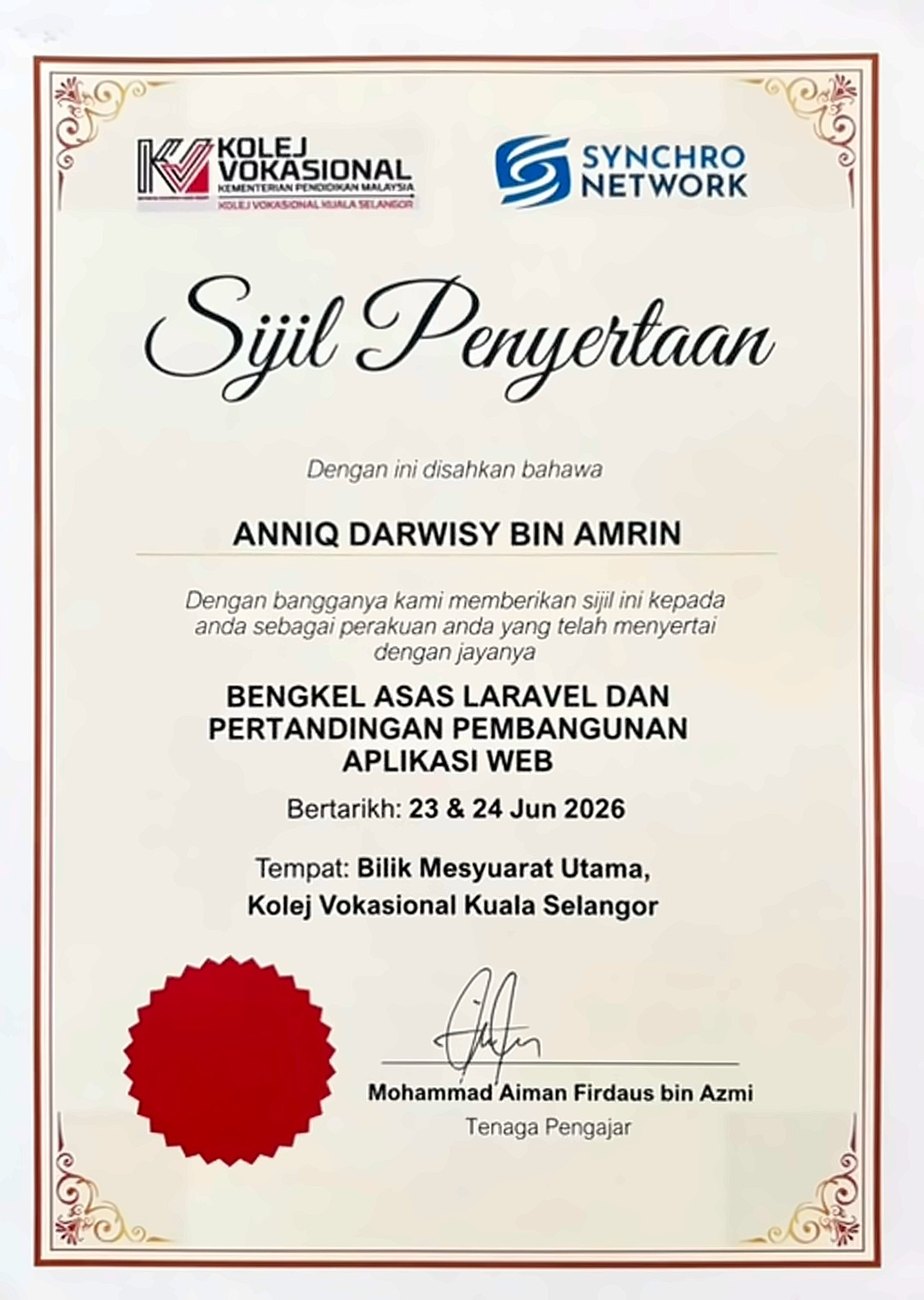 KOLEJ
VOKASIONAL
KEMENTERIAN PENDIDIKAN MALAYSIA
KOLEJ VOKASIONAL KUALA SELANGOR
SYNCHRO
NETWORK
Sijil Penyertaan
Dengan ini disahkan bahawa
ANNIQ DARWISY BIN AMRIN
Dengan bangganya kami memberikan sijil ini kepada
anda sebagai perakuan anda yang telah menyertai
dengan jayanya
BENGKEL ASAS LARAVEL DAN
PERTANDINGAN PEMBANGUNAN
APLIKASI WEB
Bertarikh: 23 & 24 Jun 2026
Tempat: Bilik Mesyuarat Utama,
Kolej Vokasional Kuala Selangor
Mohammad Aiman Firdaus bin Azmi
Tenaga Pengajar